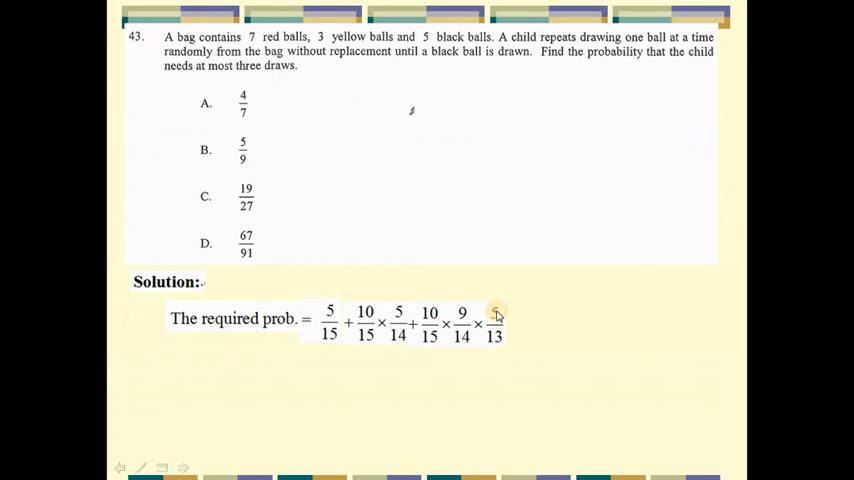 43. A bag contains 7 red balls, 3 yellow balls and 5 black balls. A child repeats drawing one ball at a time
randomly from the bag without replacement until a black ball is drawn. Find the probability that the child
needs at most three draws.
A. 4/7
B. 5/9
C. 19/27
D. 67/91
Solution:
The required prob. = 5/15 + 10/15 × 5/14 + 10/15 × 9/14 × 5/13